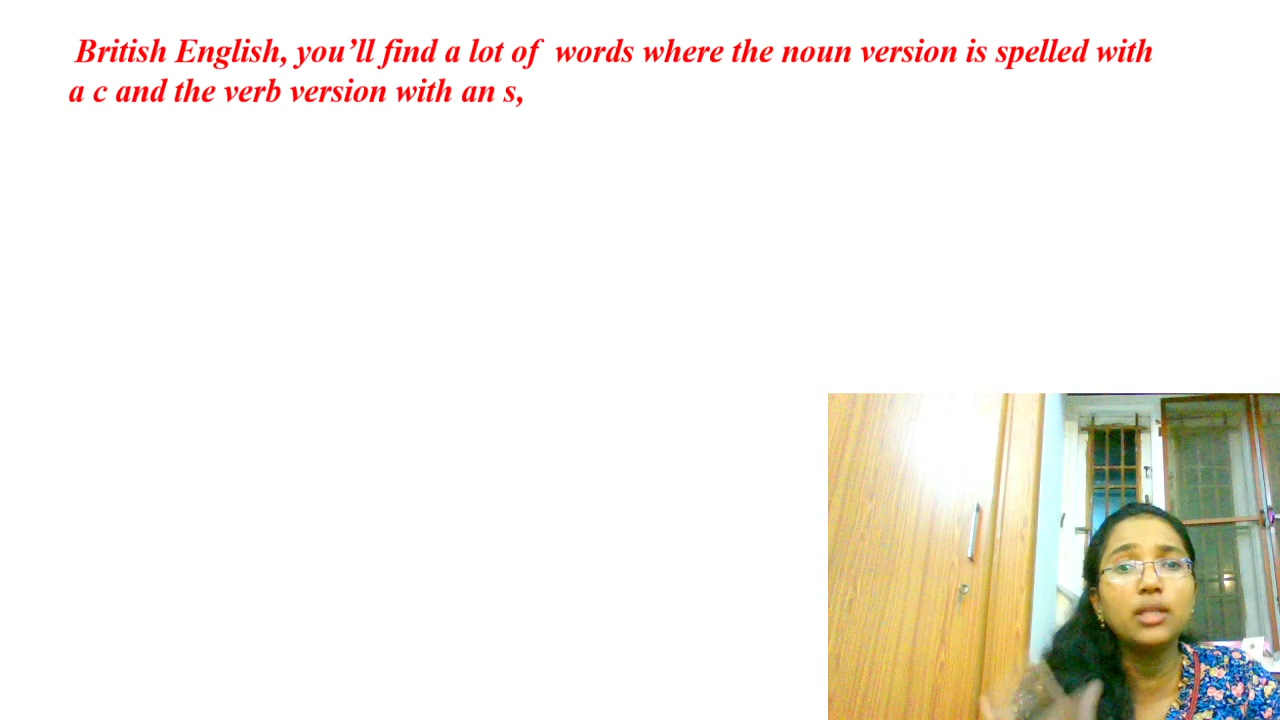 British English, you’ll find a lot of words where the noun version is spelled with
a c and the verb version with an s,